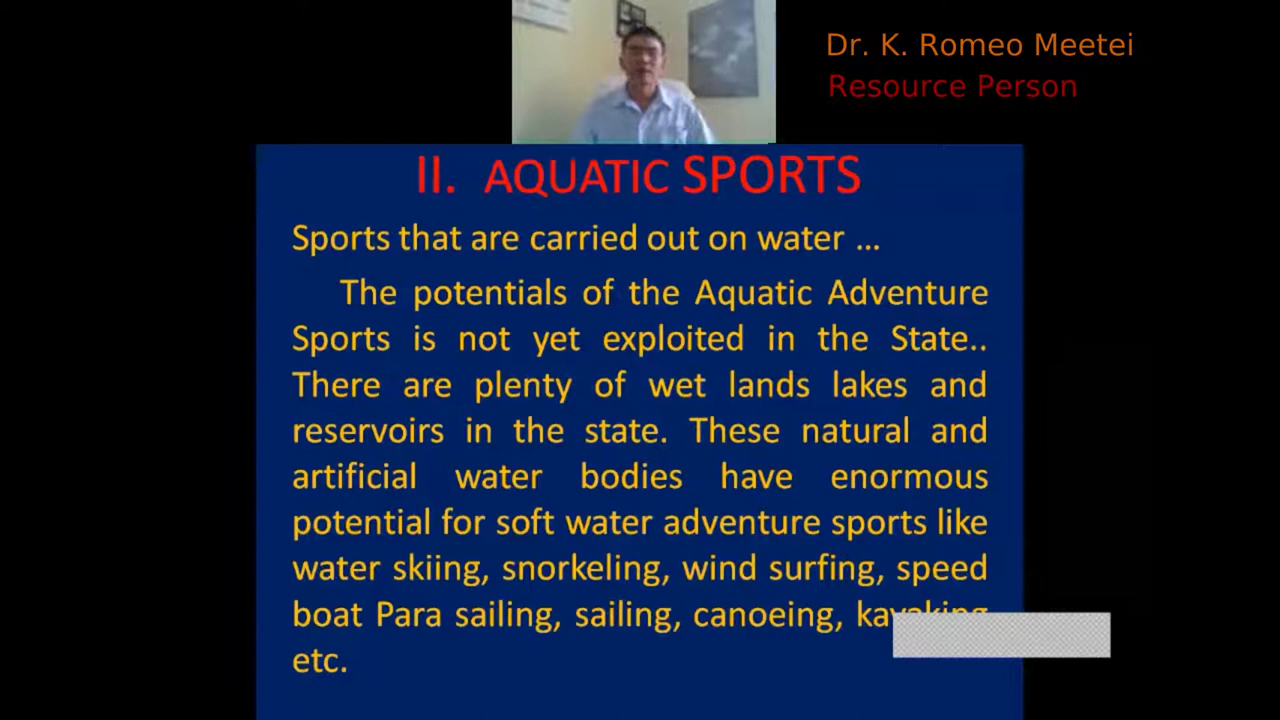 Dr. K. Romeo Meetei
Resource Person
II. AQUATIC SPORTS
Sports that are carried out on water ...
The potentials of the Aquatic Adventure
Sports is not yet exploited in the State..
There are plenty of wet lands lakes and
reservoirs in the state. These natural and
artificial water bodies have enormous
potential for soft water adventure sports like
water skiing, snorkeling, wind surfing, speed
boat Para sailing, sailing, canoeing, kayaking
etc.